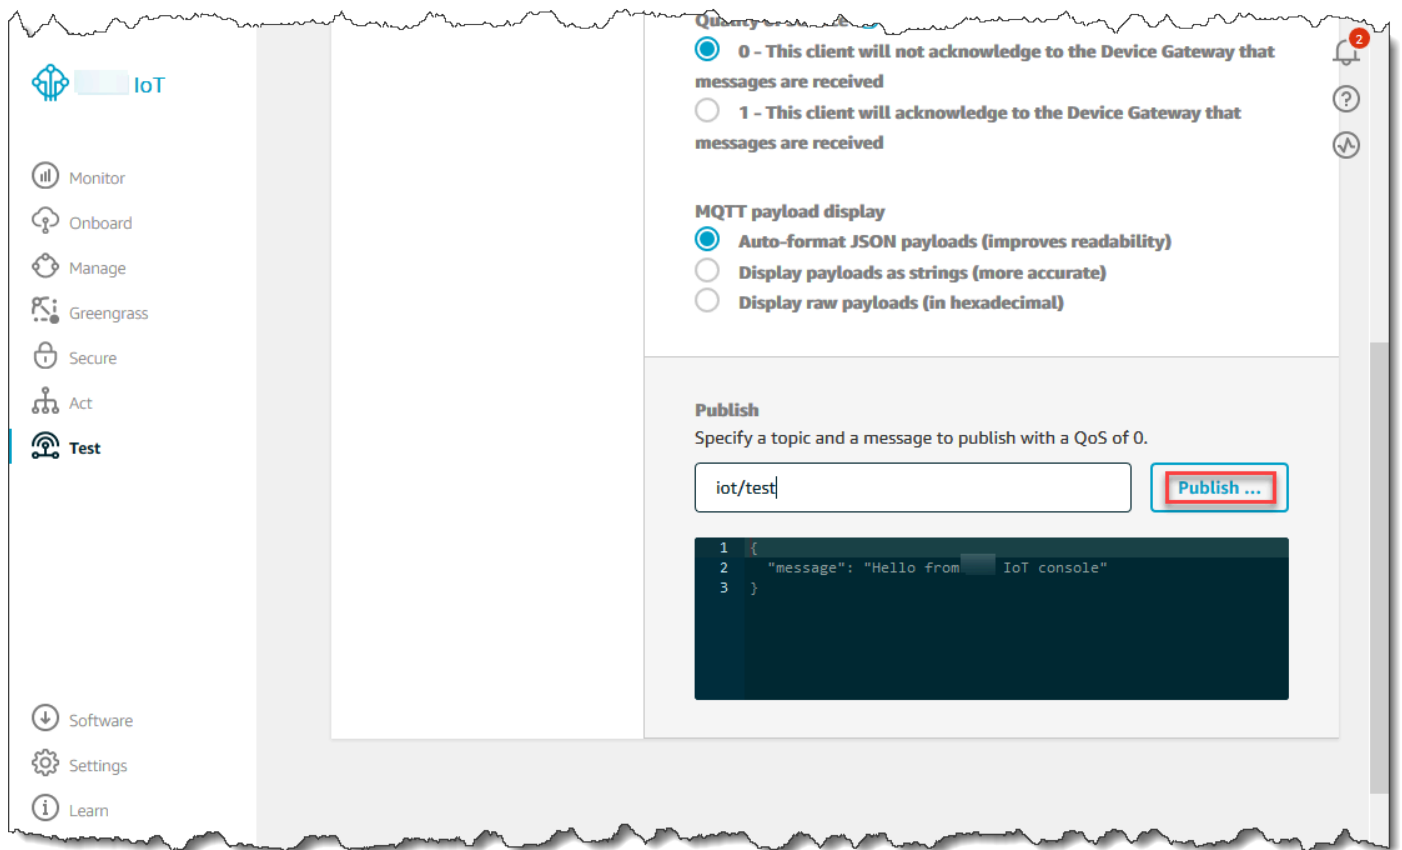 IoT
Monitor
Onboard
Manage
Greengrass
Secure
Act
Test
Software
Settings
Learn
2
Quality
0 - This client will not acknowledge to the Device Gateway that
messages are received
1 - This client will acknowledge to the Device Gateway that
messages are received
MQTT payload display
Auto-format JSON payloads (improves readability)
Display payloads as strings (more accurate)
Display raw payloads (in hexadecimal)
Publish
Specify a topic and a message to publish with a QoS of 0.
iot/test
Publish ...
1 {
2 "message": "Hello from IoT console"
3 }